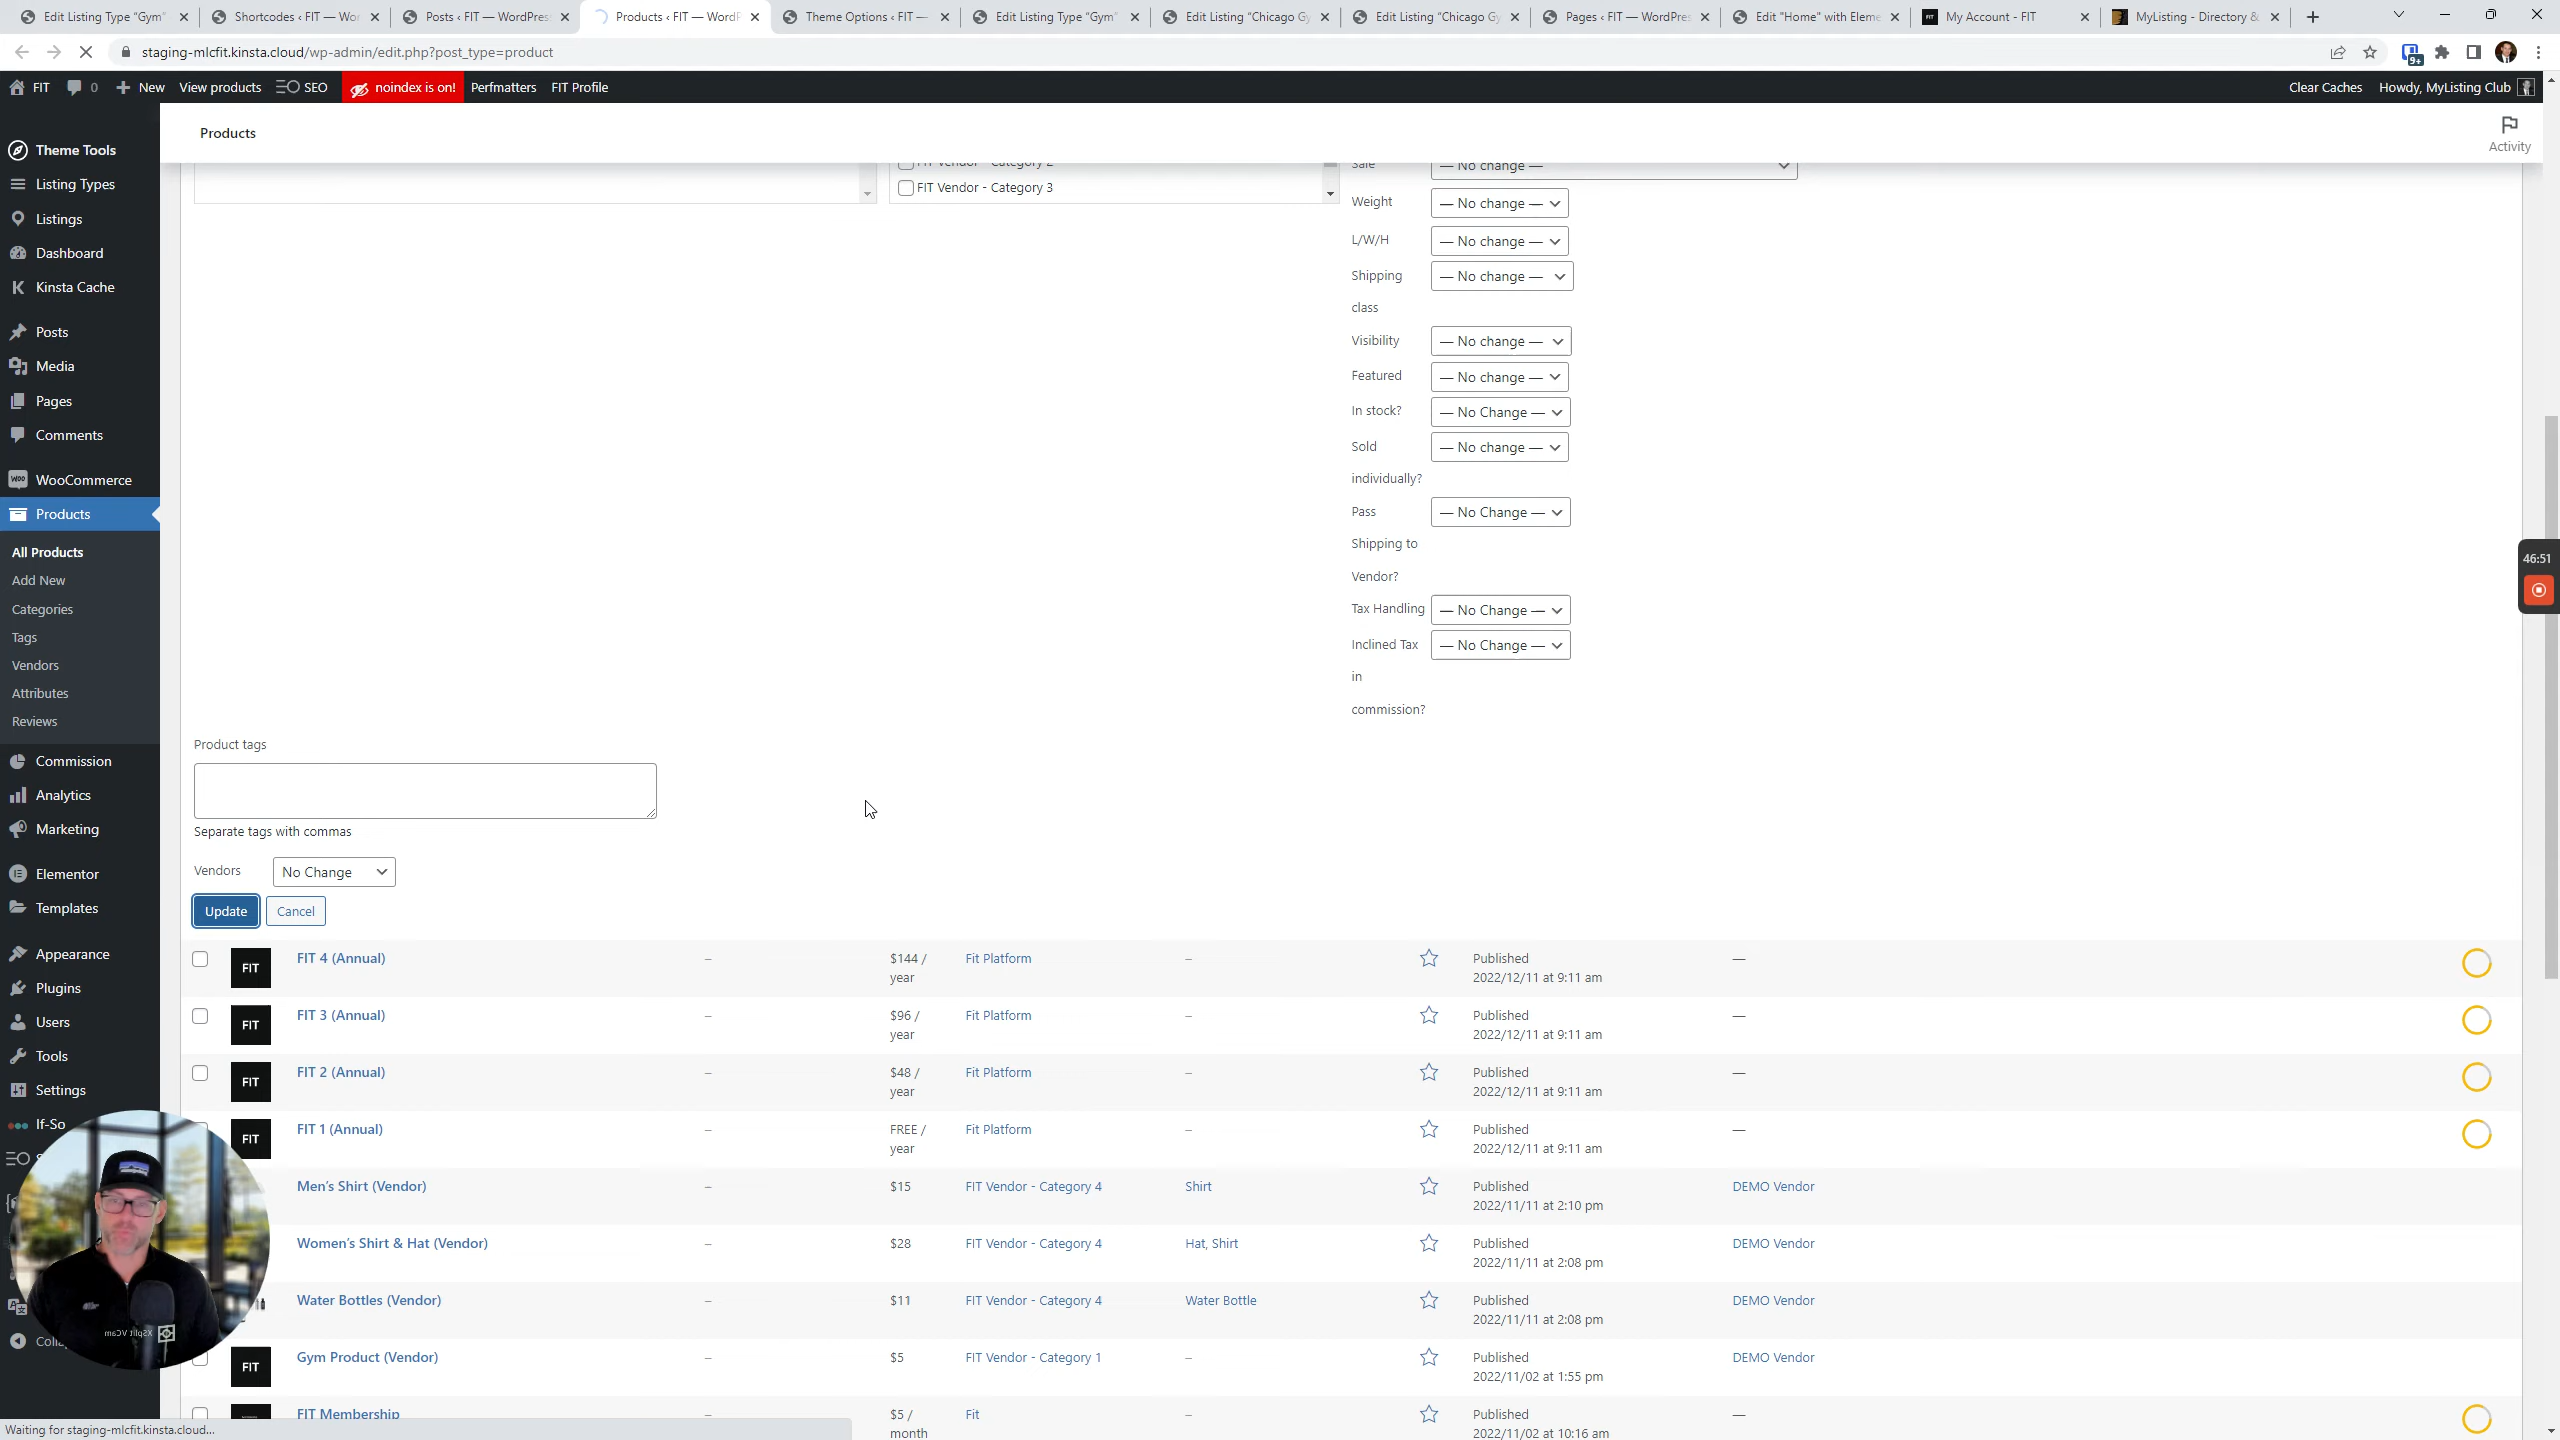 Edit Listing Type "Gym"
Shortcodes ‹ FIT — Wo
Posts ‹ FIT — WordPres
Products ‹ FIT — WordP
Theme Options ‹ FIT —
Edit Listing Type "Gym"
Edit Listing "Chicago Gy
Edit Listing "Chicago Gy
Pages ‹ FIT — WordPres
Edit "Home" with Eleme
My Account - FIT
MyListing - Directory &
staging-mlcfit.kinsta.cloud/wp-admin/edit.php?post_type=product
9+
FIT
0
New
View products
SEO
noindex is on!
Perfmatters
FIT Profile
Clear Caches
Howdy, MyListing Club
Products
Activity
Theme Tools
Listing Types
Listings
Dashboard
Kinsta Cache
Posts
Media
Pages
Comments
WooCommerce
Products
All Products
Add New
Categories
Tags
Vendors
Attributes
Reviews
Commission
Analytics
Marketing
Elementor
Templates
Appearance
Plugins
Users
Tools
Settings
If-So
FIT Vendor - Category 2
FIT Vendor - Category 3
Sale — No change —
Weight — No change —
L/W/H — No change —
Shipping class — No change —
Visibility — No change —
Featured — No change —
In stock? — No Change —
Sold individually? — No change —
Pass Shipping to Vendor? — No Change —
Tax Handling — No Change —
Inclined Tax in commission? — No Change —
46:51
Product tags
Separate tags with commas
Vendors No Change
Update Cancel
FIT FIT 4 (Annual) – $144 / year Fit Platform – Published 2022/12/11 at 9:11 am —
FIT FIT 3 (Annual) – $96 / year Fit Platform – Published 2022/12/11 at 9:11 am —
FIT FIT 2 (Annual) – $48 / year Fit Platform – Published 2022/12/11 at 9:11 am —
FIT FIT 1 (Annual) – FREE / year Fit Platform – Published 2022/12/11 at 9:11 am —
Men's Shirt (Vendor) – $15 FIT Vendor - Category 4 Shirt Published 2022/11/11 at 2:10 pm DEMO Vendor
Women's Shirt & Hat (Vendor) – $28 FIT Vendor - Category 4 Hat, Shirt Published 2022/11/11 at 2:08 pm DEMO Vendor
Water Bottles (Vendor) – $11 FIT Vendor - Category 4 Water Bottle Published 2022/11/11 at 2:08 pm DEMO Vendor
FIT Gym Product (Vendor) – $5 FIT Vendor - Category 1 – Published 2022/11/02 at 1:55 pm DEMO Vendor
FIT Membership – $5 / month Fit – Published 2022/11/02 at 10:16 am —
XSplit VCam
Waiting for staging-mlcfit.kinsta.cloud...